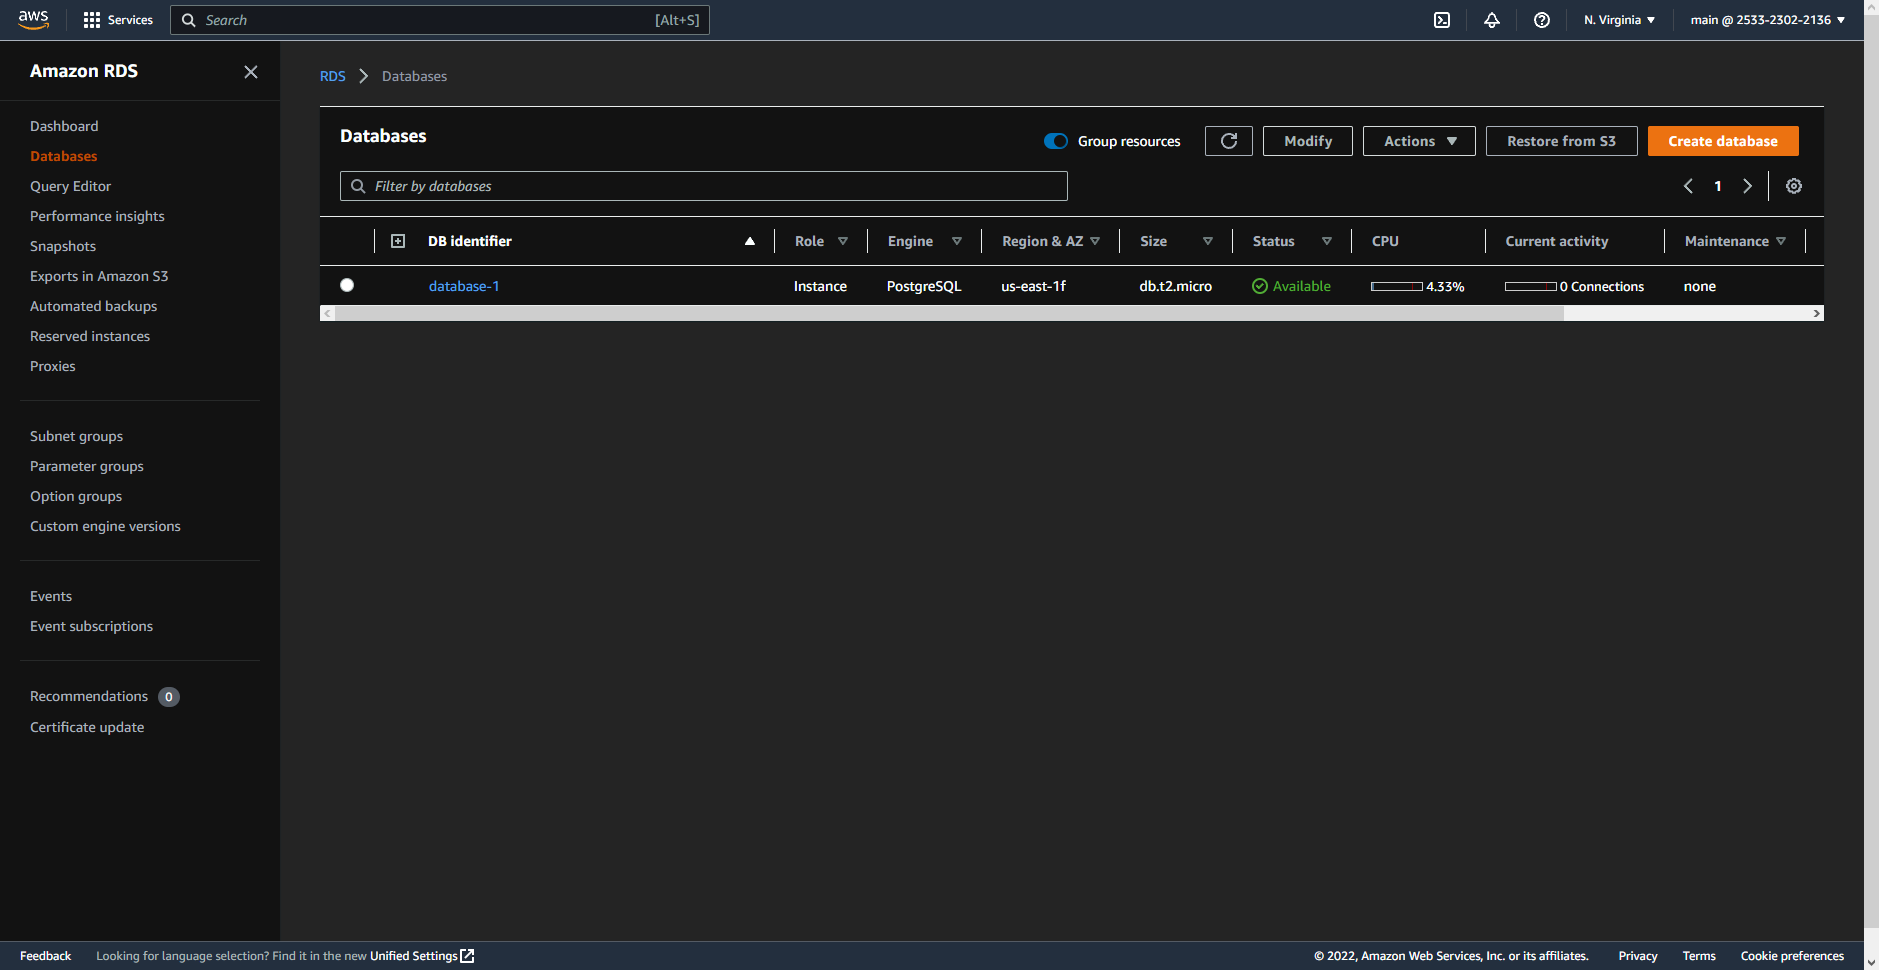 aws
Services
Search
[Alt+S]
N. Virginia
main @ 2533-2302-2136
Amazon RDS
Dashboard
Databases
Query Editor
Performance insights
Snapshots
Exports in Amazon S3
Automated backups
Reserved instances
Proxies
Subnet groups
Parameter groups
Option groups
Custom engine versions
Events
Event subscriptions
Recommendations 0
Certificate update
RDS > Databases
Databases
Group resources
Modify
Actions
Restore from S3
Create database
Filter by databases
1
DB identifier Role Engine Region & AZ Size Status CPU Current activity Maintenance
database-1 Instance PostgreSQL us-east-1f db.t2.micro Available 4.33% 0 Connections none
Feedback
Looking for language selection? Find it in the new Unified Settings
© 2022, Amazon Web Services, Inc. or its affiliates.
Privacy
Terms
Cookie preferences